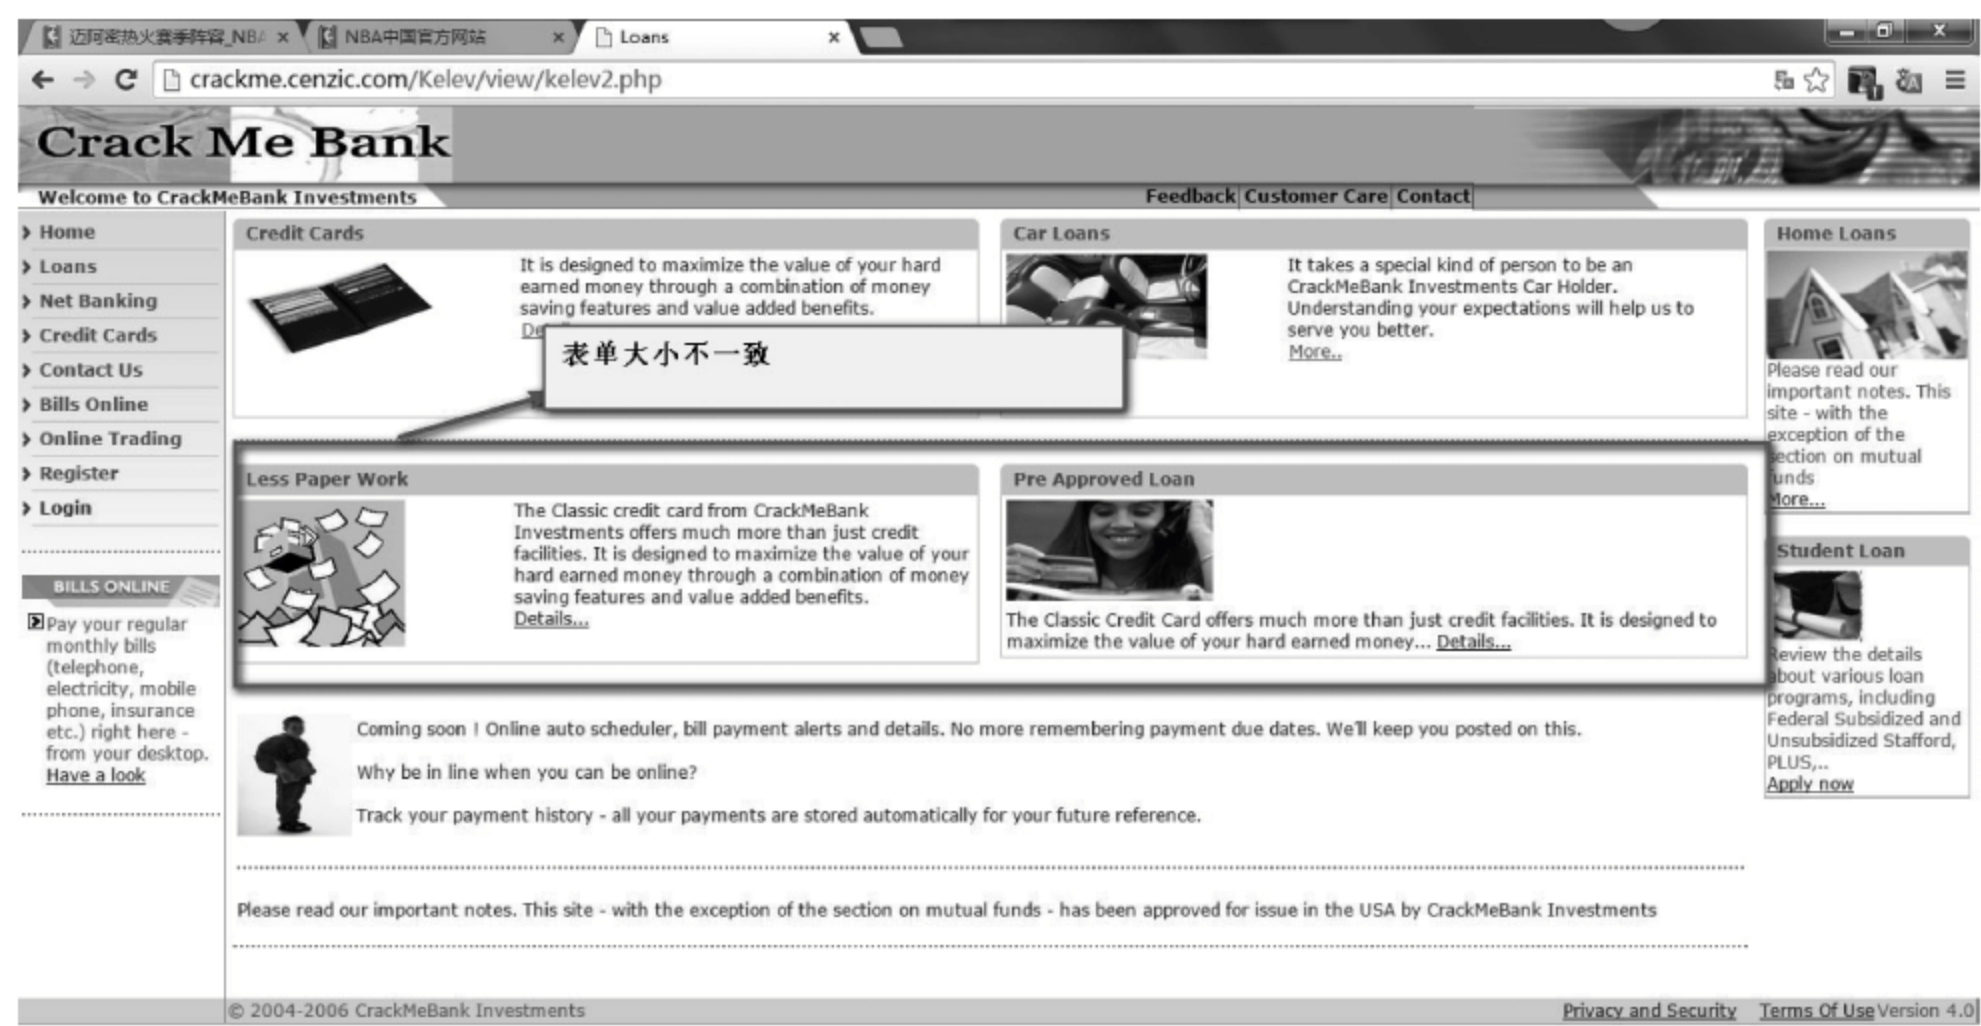 迈阿密热火赛季阵容_NBA
NBA中国官方网站
Loans
crackme.cenzic.com/Kelev/view/kelev2.php
Crack Me Bank
Welcome to CrackMeBank Investments
Feedback Customer Care Contact
Home
Loans
Net Banking
Credit Cards
Contact Us
Bills Online
Online Trading
Register
Login
BILLS ONLINE
Pay your regular
monthly bills
(telephone,
electricity, mobile
phone, insurance
etc.) right here -
from your desktop.
Have a look
Credit Cards
It is designed to maximize the value of your hard
earned money through a combination of money
saving features and value added benefits.
Car Loans
It takes a special kind of person to be an
CrackMeBank Investments Car Holder.
Understanding your expectations will help us to
serve you better.
More..
表单大小不一致
Less Paper Work
The Classic credit card from CrackMeBank
Investments offers much more than just credit
facilities. It is designed to maximize the value of your
hard earned money through a combination of money
saving features and value added benefits.
Details...
Pre Approved Loan
The Classic Credit Card offers much more than just credit facilities. It is designed to
maximize the value of your hard earned money... Details...
Home Loans
Please read our
important notes. This
site - with the
exception of the
section on mutual
funds
More...
Student Loan
Review the details
about various loan
programs, including
Federal Subsidized and
Unsubsidized Stafford,
PLUS,..
Apply now
Coming soon ! Online auto scheduler, bill payment alerts and details. No more remembering payment due dates. We'll keep you posted on this.
Why be in line when you can be online?
Track your payment history - all your payments are stored automatically for your future reference.
Please read our important notes. This site - with the exception of the section on mutual funds - has been approved for issue in the USA by CrackMeBank Investments
© 2004-2006 CrackMeBank Investments
Privacy and Security Terms Of Use Version 4.0